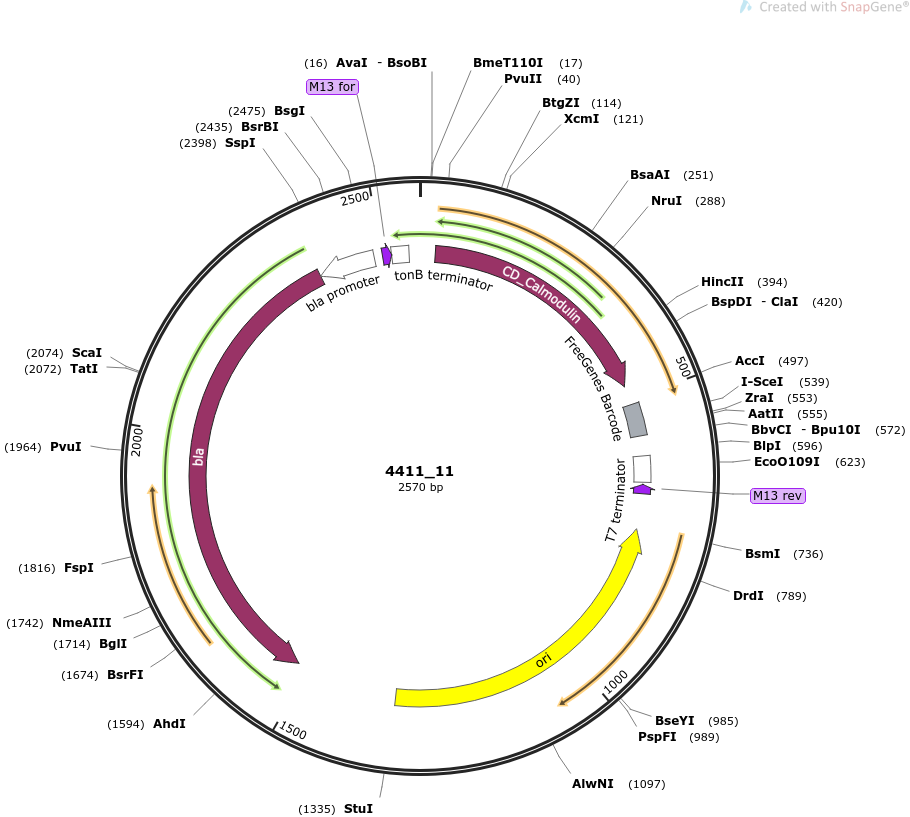 Created with SnapGene®
(16) AvaI - BsoBI
BmeT110I (17)
M13 for
PvuII (40)
(2475) BsgI
BtgZI (114)
(2435) BsrBI
XcmI (121)
(2398) SspI
BsaAI (251)
2500
NruI (288)
tonB terminator
CD_Calmodulin
bla promoter
HincII (394)
BspDI - ClaI (420)
FreeGenes Barcode
(2074) ScaI
(2072) TatI
500
AccI (497)
I-SceI (539)
ZraI (553)
AatII (555)
BbvCI - Bpu10I (572)
BlpI (596)
EcoO109I (623)
2000
(1964) PvuI
bla
4411_11
2570 bp
T7 terminator
M13 rev
BsmI (736)
(1816) FspI
DrdI (789)
(1742) NmeAIII
(1714) BglI
(1674) BsrFI
ori
1000
(1594) AhdI
BseYI (985)
1500
PspFI (989)
AlwNI (1097)
(1335) StuI